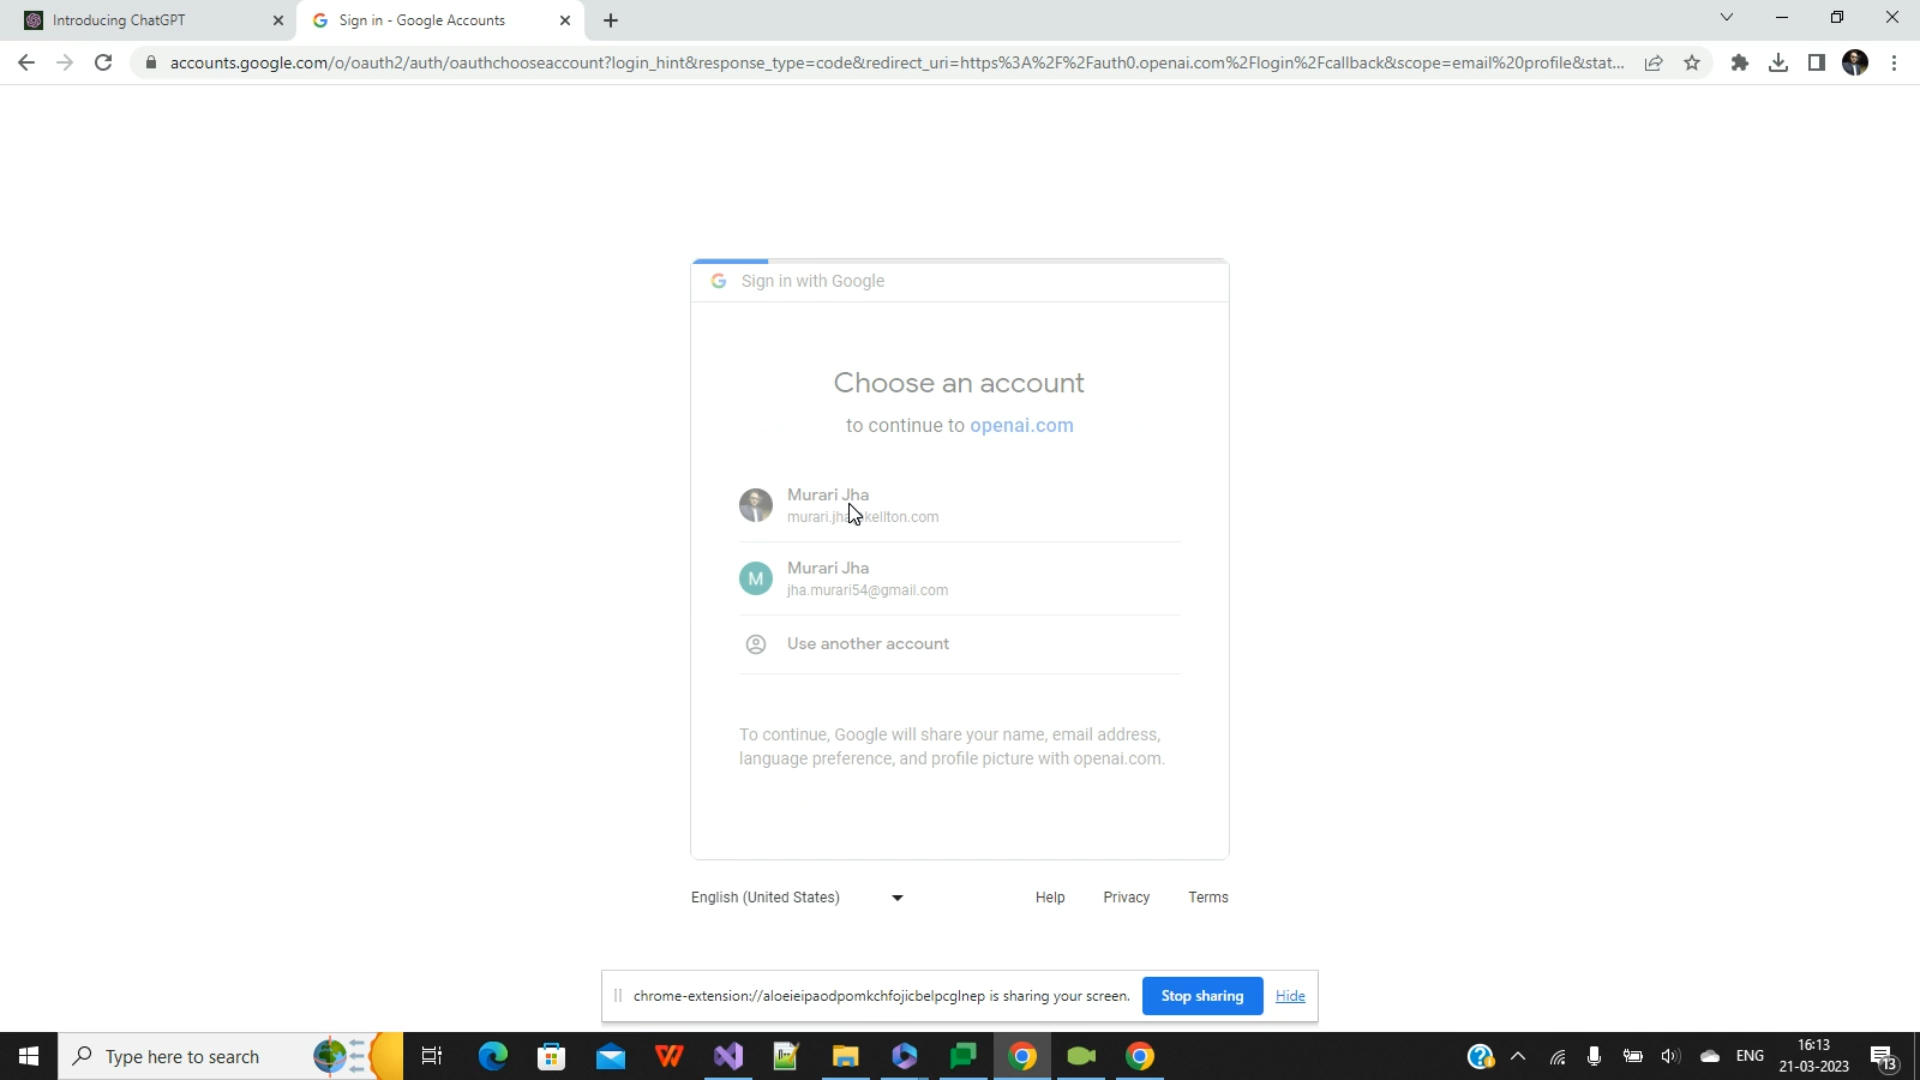 Introducing ChatGPT
Sign in - Google Accounts
accounts.google.com/o/oauth2/auth/oauthchooseaccount?login_hint&response_type=code&redirect_uri=https%3A%2F%2Fauth0.openai.com%2Flogin%2Fcallback&scope=email%20profile&stat...
Sign in with Google
Choose an account
to continue to openai.com
Murari Jha
murari.jha kellton.com
M
Murari Jha
jha.murari54@gmail.com
Use another account
To continue, Google will share your name, email address,
language preference, and profile picture with openai.com.
English (United States)
Help
Privacy
Terms
chrome-extension://aloeieipaodpomkchfojicbelpcglnep is sharing your screen.
Stop sharing
Hide
Type here to search
ENG
16:13
21-03-2023
13